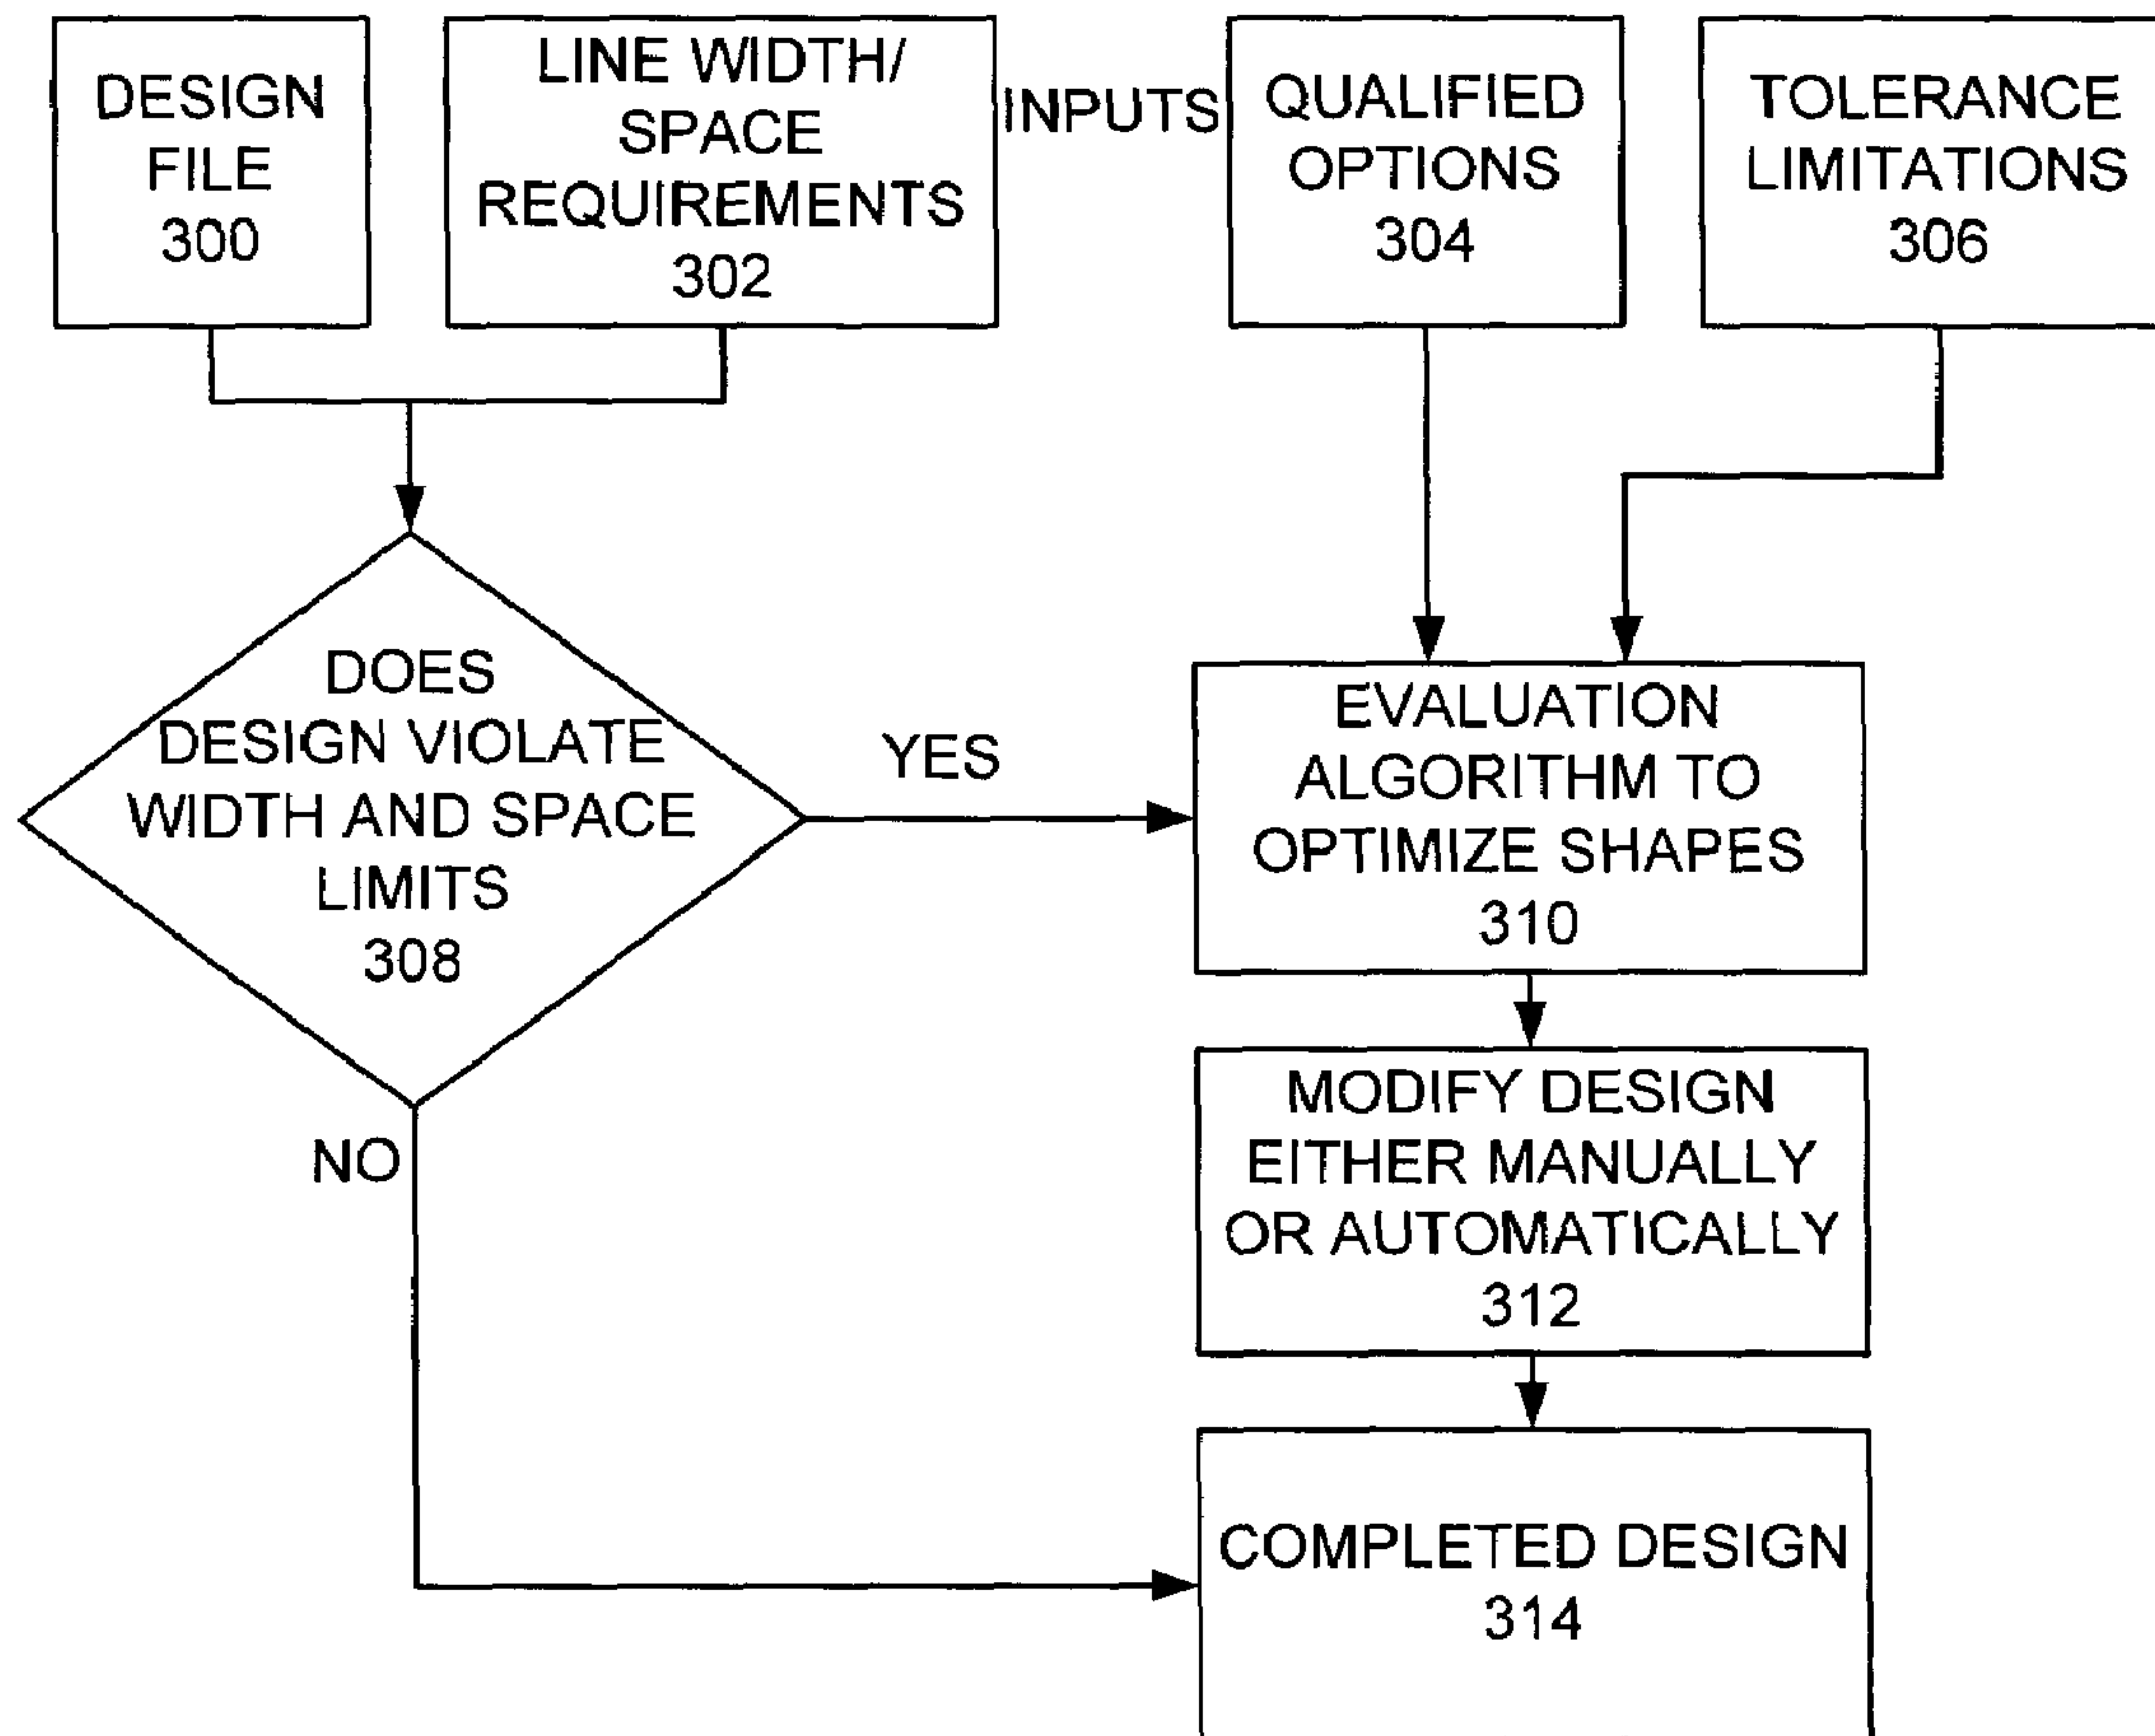 DESIGN
FILE
300
LINE WIDTH/
SPACE
REQUIREMENTS
302
INPUTS
QUALIFIED
OPTIONS
304
TOLERANCE
LIMITATIONS
306
DOES
DESIGN VIOLATE
WIDTH AND SPACE
LIMITS
308
YES
EVALUATION
ALGORITHM TO
OPTIMIZE SHAPES
310
MODIFY DESIGN
EITHER MANUALLY
OR AUTOMATICALLY
312
NO
COMPLETED DESIGN
314